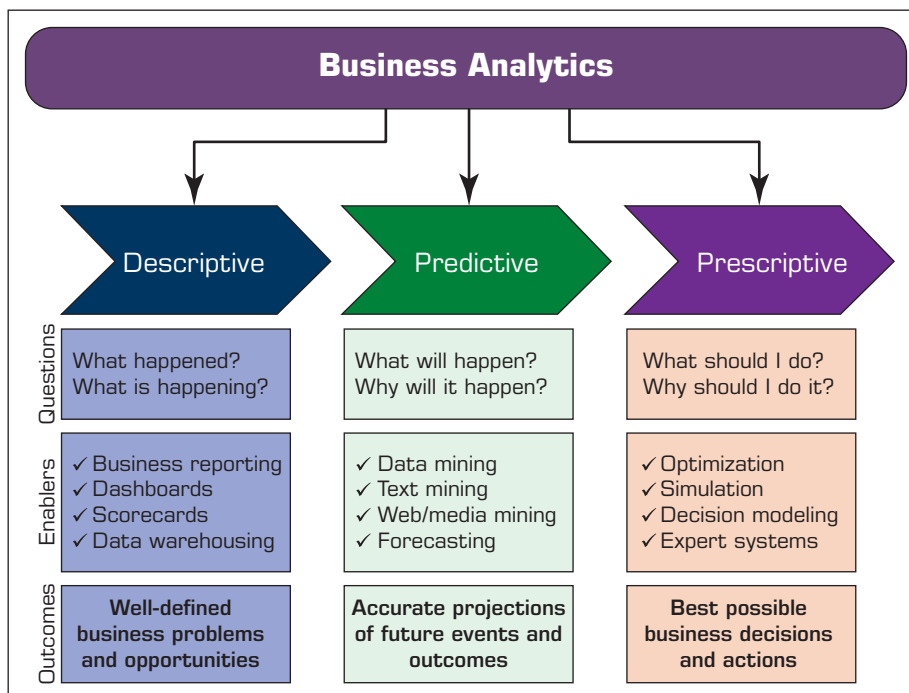 Business Analytics
Descriptive
Predictive
Prescriptive
Questions
What happened?
What is happening?
What will happen?
Why will it happen?
What should I do?
Why should I do it?
Enablers
✓ Business reporting
✓ Dashboards
✓ Scorecards
✓ Data warehousing
✓ Data mining
✓ Text mining
✓ Web/media mining
✓ Forecasting
✓ Optimization
✓ Simulation
✓ Decision modeling
✓ Expert systems
Outcomes
Well-defined
business problems
and opportunities
Accurate projections
of future events and
outcomes
Best possible
business decisions
and actions